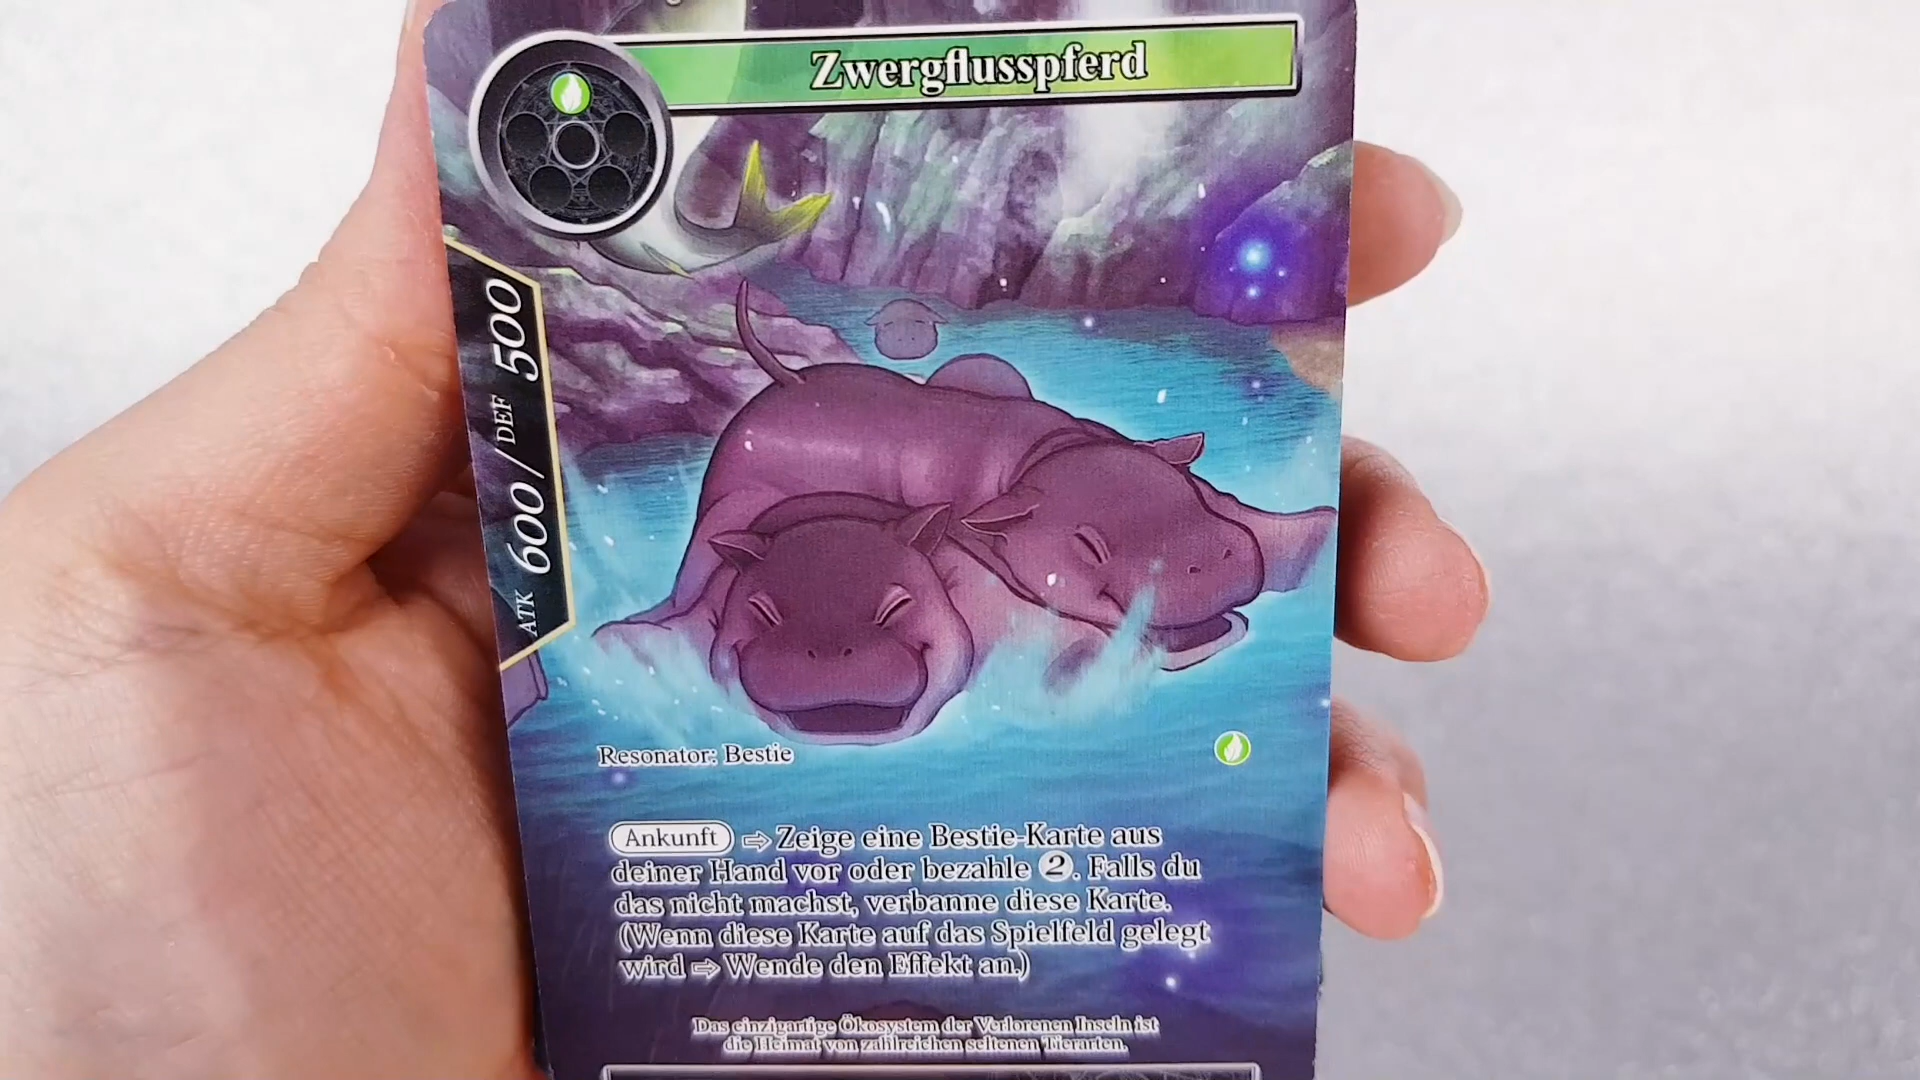 Zwergflusspferd
ATK 600 / DEF 500
Resonator: Bestie
Ankunft ⇨ Zeige eine Bestie-Karte aus
deiner Hand vor oder bezahle 2. Falls du
das nicht machst, verbanne diese Karte.
(Wenn diese Karte auf das Spielfeld gelegt
wird ⇨ Wende den Effekt an.)
Das einzigartige Ökosystem der Verlorenen Inseln ist
die Heimat von zahlreichen seltenen Tierarten.